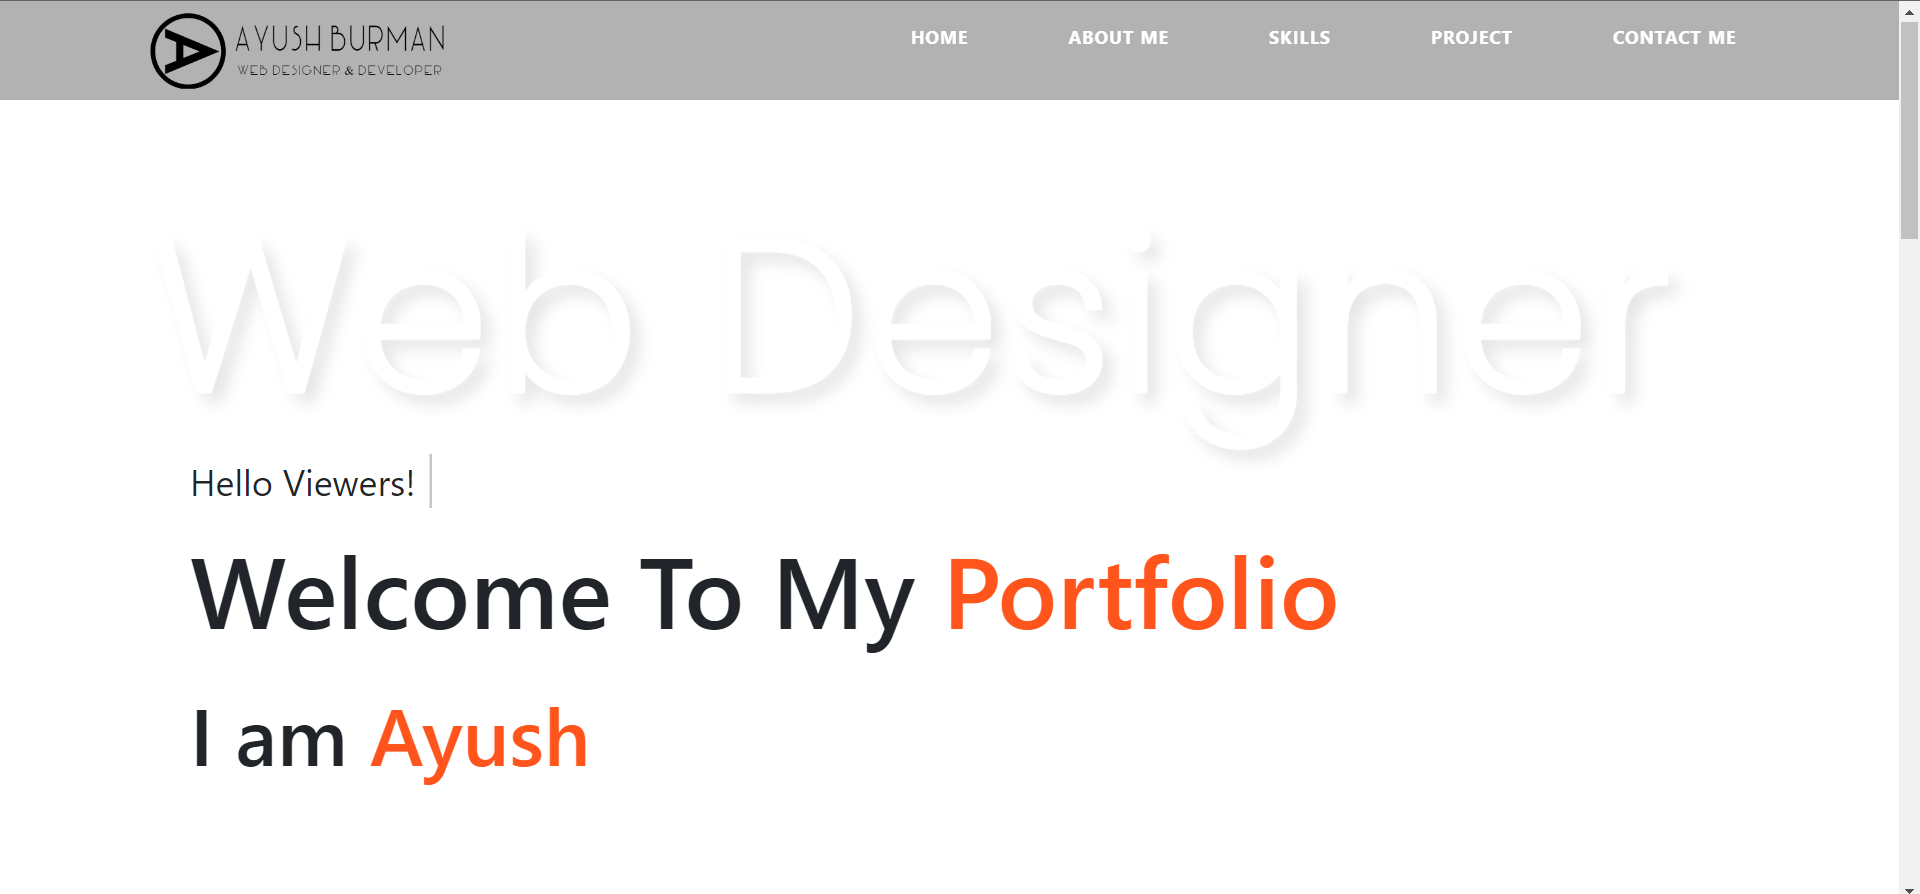 AYUSH BURMAN
WEB DESIGNER & DEVELOPER
HOME ABOUT ME SKILLS PROJECT CONTACT ME
Web Designer
Hello Viewers!
Welcome To My Portfolio
I am Ayush